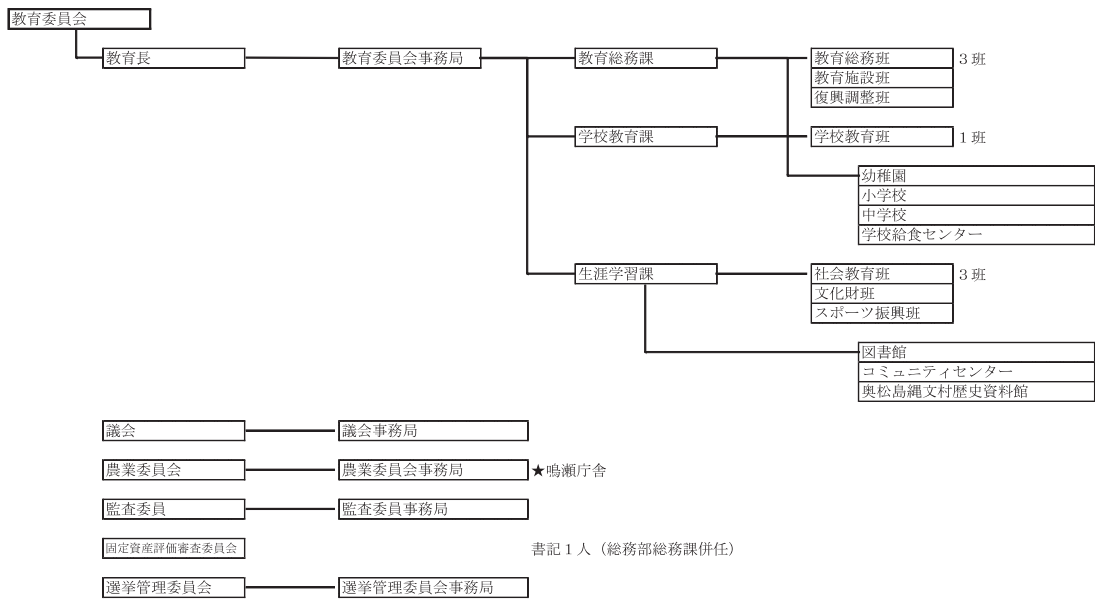 教育委員会
教育長 教育委員会事務局 教育総務課 教育総務班 3 班
教育施設班
復興調整班
学校教育課 学校教育班 1 班
幼稚園
小学校
中学校
学校給食センター
生涯学習課 社会教育班 3 班
文化財班
スポーツ振興班
図書館
コミュニティセンター
奥松島縄文村歴史資料館
議会 議会事務局
農業委員会 農業委員会事務局 ★鳴瀬庁舎
監査委員 監査委員事務局
固定資産評価審査委員会 書記 1 人（総務部総務課併任）
選挙管理委員会 選挙管理委員会事務局